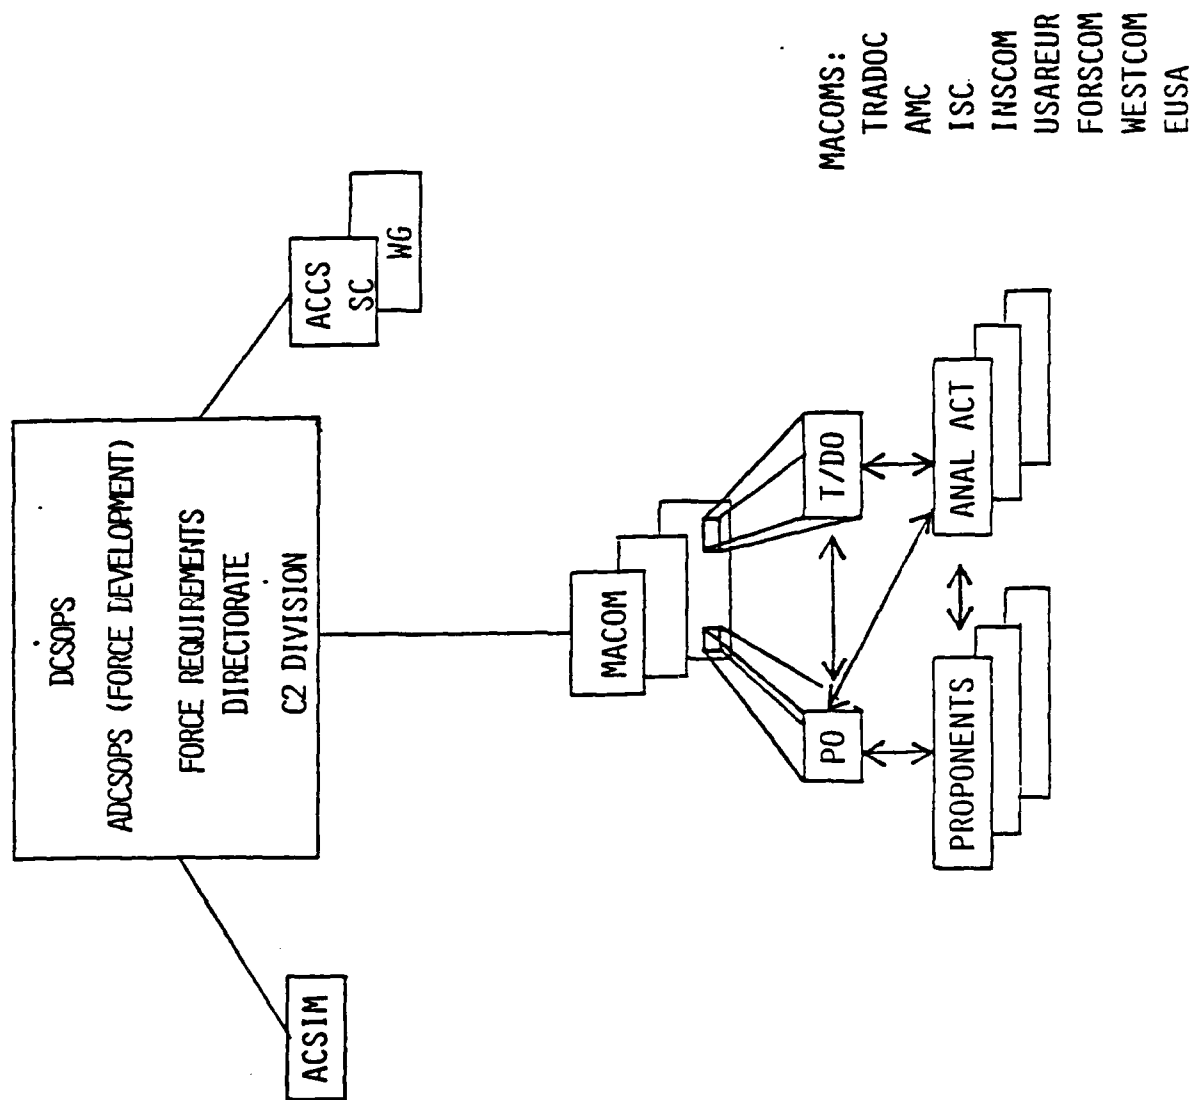 DCSOPS
ADCSOPS (FORCE DEVELOPMENT)
FORCE REQUIREMENTS
DIRECTORATE
C2 DIVISION
ACSIM
ACCS
SC
WG
MACOM
PO
T/DO
PROPONENTS
ANAL ACT
MACOMS:
TRADOC
AMC
ISC
INSCOM
USAREUR
FORSCOM
WESTCOM
EUSA